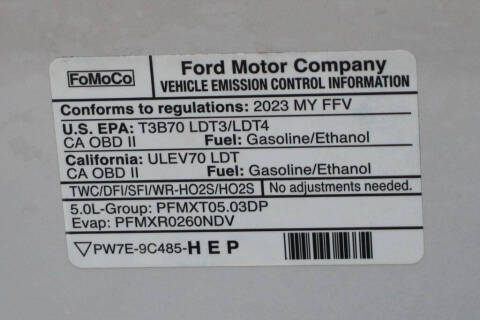 FoMoCo
Ford Motor Company
VEHICLE EMISSION CONTROL INFORMATION
Conforms to regulations: 2023 MY FFV
U.S. EPA: T3B70 LDT3/LDT4
CA OBD II Fuel: Gasoline/Ethanol
California: ULEV70 LDT
CA OBD II Fuel: Gasoline/Ethanol
TWC/DFI/SFI/WR-HO2S/HO2S No adjustments needed.
5.0L-Group: PFMXT05.03DP
Evap: PFMXR0260NDV
PW7E-9C485-HEP